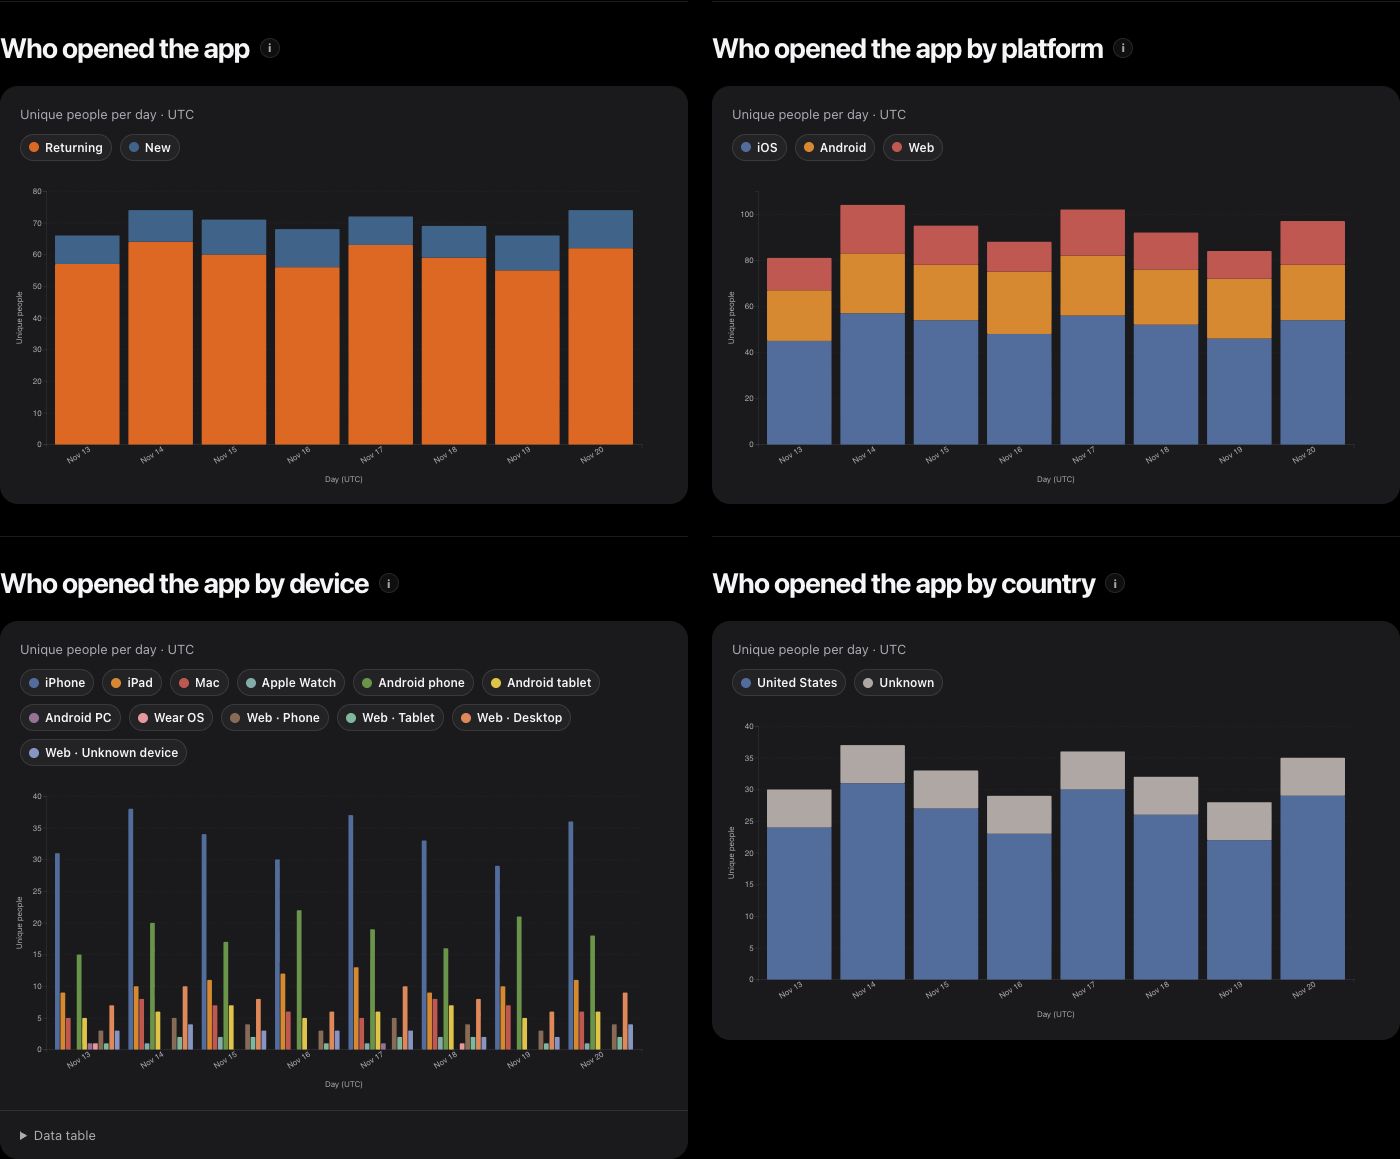 Who opened the app i
Unique people per day · UTC
Returning New
80
70
60
50
40
30
20
10
0
Unique people
Nov 13 Nov 14 Nov 15 Nov 16 Nov 17 Nov 18 Nov 19 Nov 20
Day (UTC)
Who opened the app by platform i
Unique people per day · UTC
iOS Android Web
100
80
60
40
20
0
Unique people
Nov 13 Nov 14 Nov 15 Nov 16 Nov 17 Nov 18 Nov 19 Nov 20
Day (UTC)
Who opened the app by device i
Unique people per day · UTC
iPhone iPad Mac Apple Watch Android phone Android tablet
Android PC Wear OS Web · Phone Web · Tablet Web · Desktop
Web · Unknown device
40
35
30
25
20
15
10
5
0
Unique people
Nov 13 Nov 14 Nov 15 Nov 16 Nov 17 Nov 18 Nov 19 Nov 20
Day (UTC)
Data table
Who opened the app by country i
Unique people per day · UTC
United States Unknown
40
35
30
25
20
15
10
5
0
Unique people
Nov 13 Nov 14 Nov 15 Nov 16 Nov 17 Nov 18 Nov 19 Nov 20
Day (UTC)